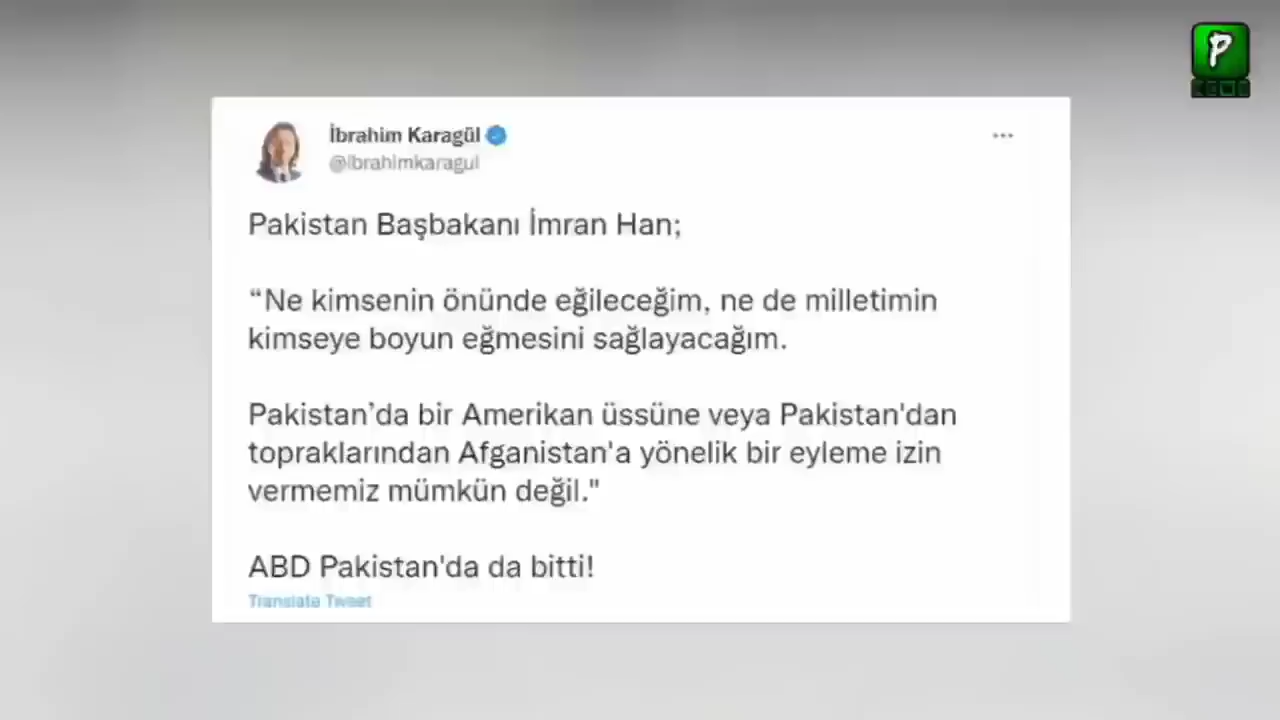 P
İbrahim Karagül
@ibrahimkaragul
Pakistan Başbakanı İmran Han;
“Ne kimsenin önünde eğileceğim, ne de milletimin
kimseye boyun eğmesini sağlayacağım.
Pakistan’da bir Amerikan üssüne veya Pakistan'dan
topraklarından Afganistan'a yönelik bir eyleme izin
vermemiz mümkün değil."
ABD Pakistan'da da bitti!
Translate Tweet